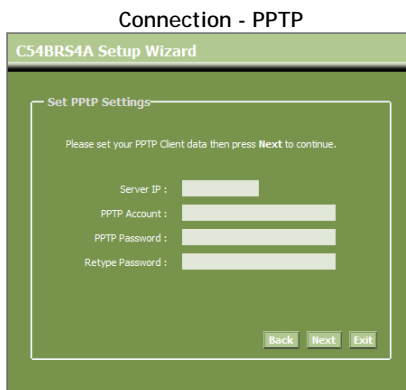 Connection - PPTP
C54BRS4A Setup Wizard
Set PPtP Settings
Please set your PPTP Client data then press Next to continue.
Server IP :
PPTP Account :
PPTP Password :
Retype Password :
Back Next Exit